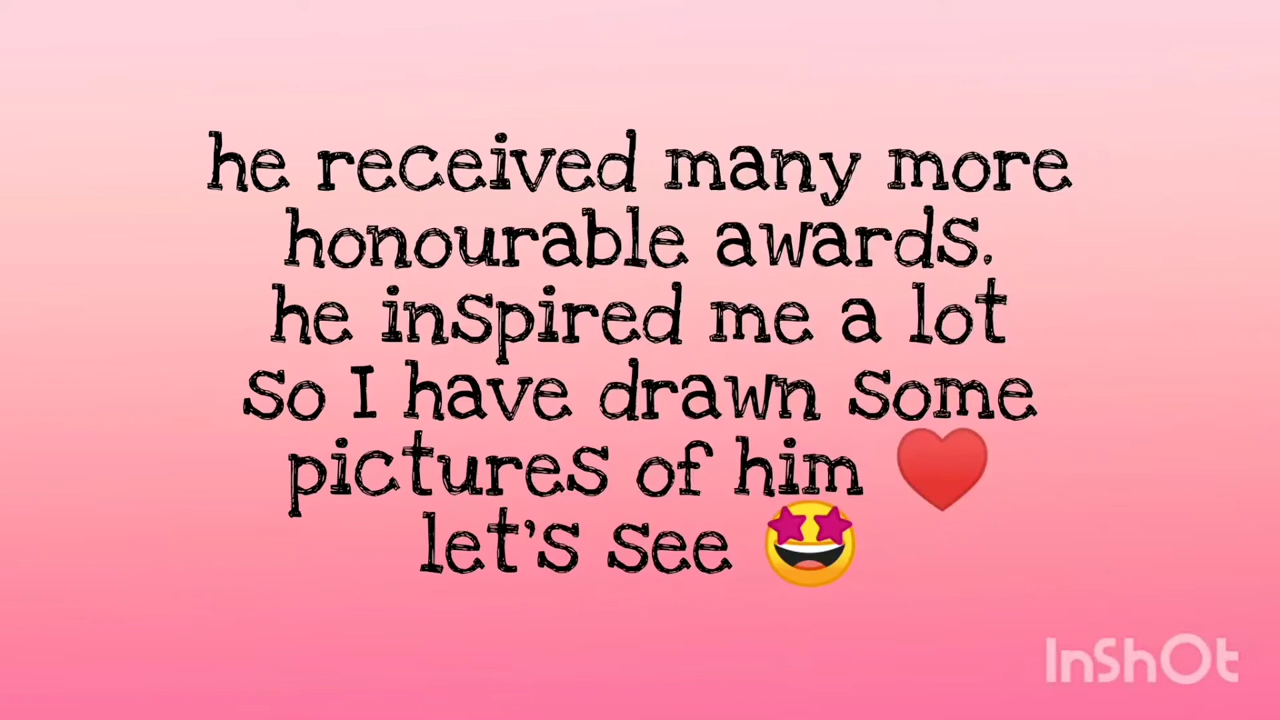 he received many more
honourable awards.
he inspired me a lot
so I have drawn some
pictures of him ❤️
let's see 🤩
InShOt